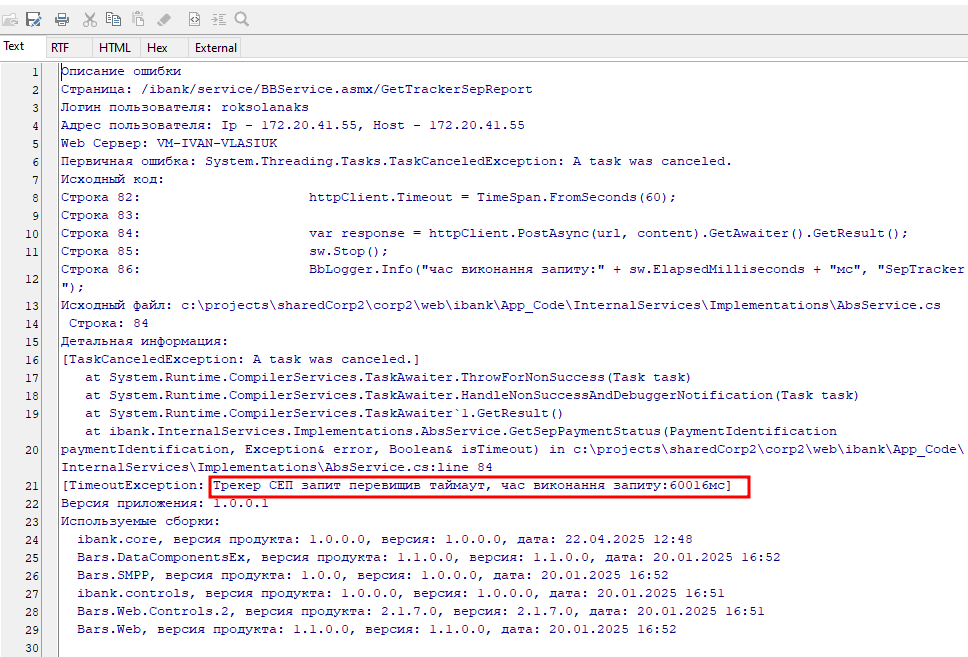 Text RTF HTML Hex External
1 Описание ошибки
2 Страница: /ibank/service/BBService.asmx/GetTrackerSepReport
3 Логин пользователя: roksolanaks
4 Адрес пользователя: Ip - 172.20.41.55, Host - 172.20.41.55
5 Web Сервер: VM-IVAN-VLASIUK
6 Первичная ошибка: System.Threading.Tasks.TaskCanceledException: A task was canceled.
7 Исходный код:
8 Строка 82: httpClient.Timeout = TimeSpan.FromSeconds(60);
9 Строка 83:
10 Строка 84: var response = httpClient.PostAsync(url, content).GetAwaiter().GetResult();
11 Строка 85: sw.Stop();
12 Строка 86: BbLogger.Info("час виконання запиту:" + sw.ElapsedMilliseconds + "мс", "SepTracker
");
13 Исходный файл: c:\projects\sharedCorp2\corp2\web\ibank\App_Code\InternalServices\Implementations\AbsService.cs
14 Строка: 84
15 Детальная информация:
16 [TaskCanceledException: A task was canceled.]
17 at System.Runtime.CompilerServices.TaskAwaiter.ThrowForNonSuccess(Task task)
18 at System.Runtime.CompilerServices.TaskAwaiter.HandleNonSuccessAndDebuggerNotification(Task task)
19 at System.Runtime.CompilerServices.TaskAwaiter`1.GetResult()
at ibank.InternalServices.Implementations.AbsService.GetSepPaymentStatus(PaymentIdentification
20 paymentIdentification, Exception& error, Boolean& isTimeout) in c:\projects\sharedCorp2\corp2\web\ibank\App_Code\
InternalServices\Implementations\AbsService.cs:line 84
21 [TimeoutException: Трекер СЕП запит перевищив таймаут, час виконання запиту:60016мс]
22 Версия приложения: 1.0.0.1
23 Используемые сборки:
24 ibank.core, версия продукта: 1.0.0.0, версия: 1.0.0.0, дата: 22.04.2025 12:48
25 Bars.DataComponentsEx, версия продукта: 1.1.0.0, версия: 1.1.0.0, дата: 20.01.2025 16:52
26 Bars.SMPP, версия продукта: 1.0.0, версия: 1.0.0.0, дата: 20.01.2025 16:52
27 ibank.controls, версия продукта: 1.0.0.0, версия: 1.0.0.0, дата: 20.01.2025 16:51
28 Bars.Web.Controls.2, версия продукта: 2.1.7.0, версия: 2.1.7.0, дата: 20.01.2025 16:51
29 Bars.Web, версия продукта: 1.1.0.0, версия: 1.1.0.0, дата: 20.01.2025 16:52
30